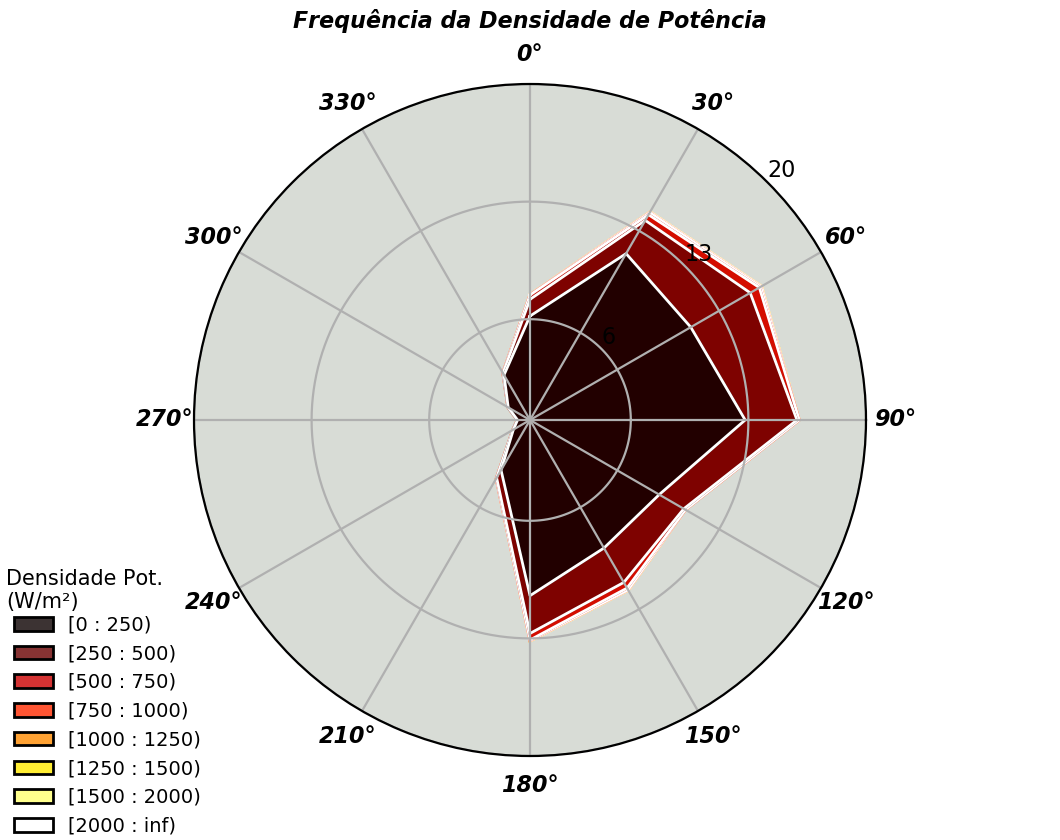 Frequência da Densidade de Potência
0°
30°
60°
90°
120°
150°
180°
210°
240°
270°
300°
330°
6
13
20
Densidade Pot.
(W/m²)
[0 : 250)
[250 : 500)
[500 : 750)
[750 : 1000)
[1000 : 1250)
[1250 : 1500)
[1500 : 2000)
[2000 : inf)